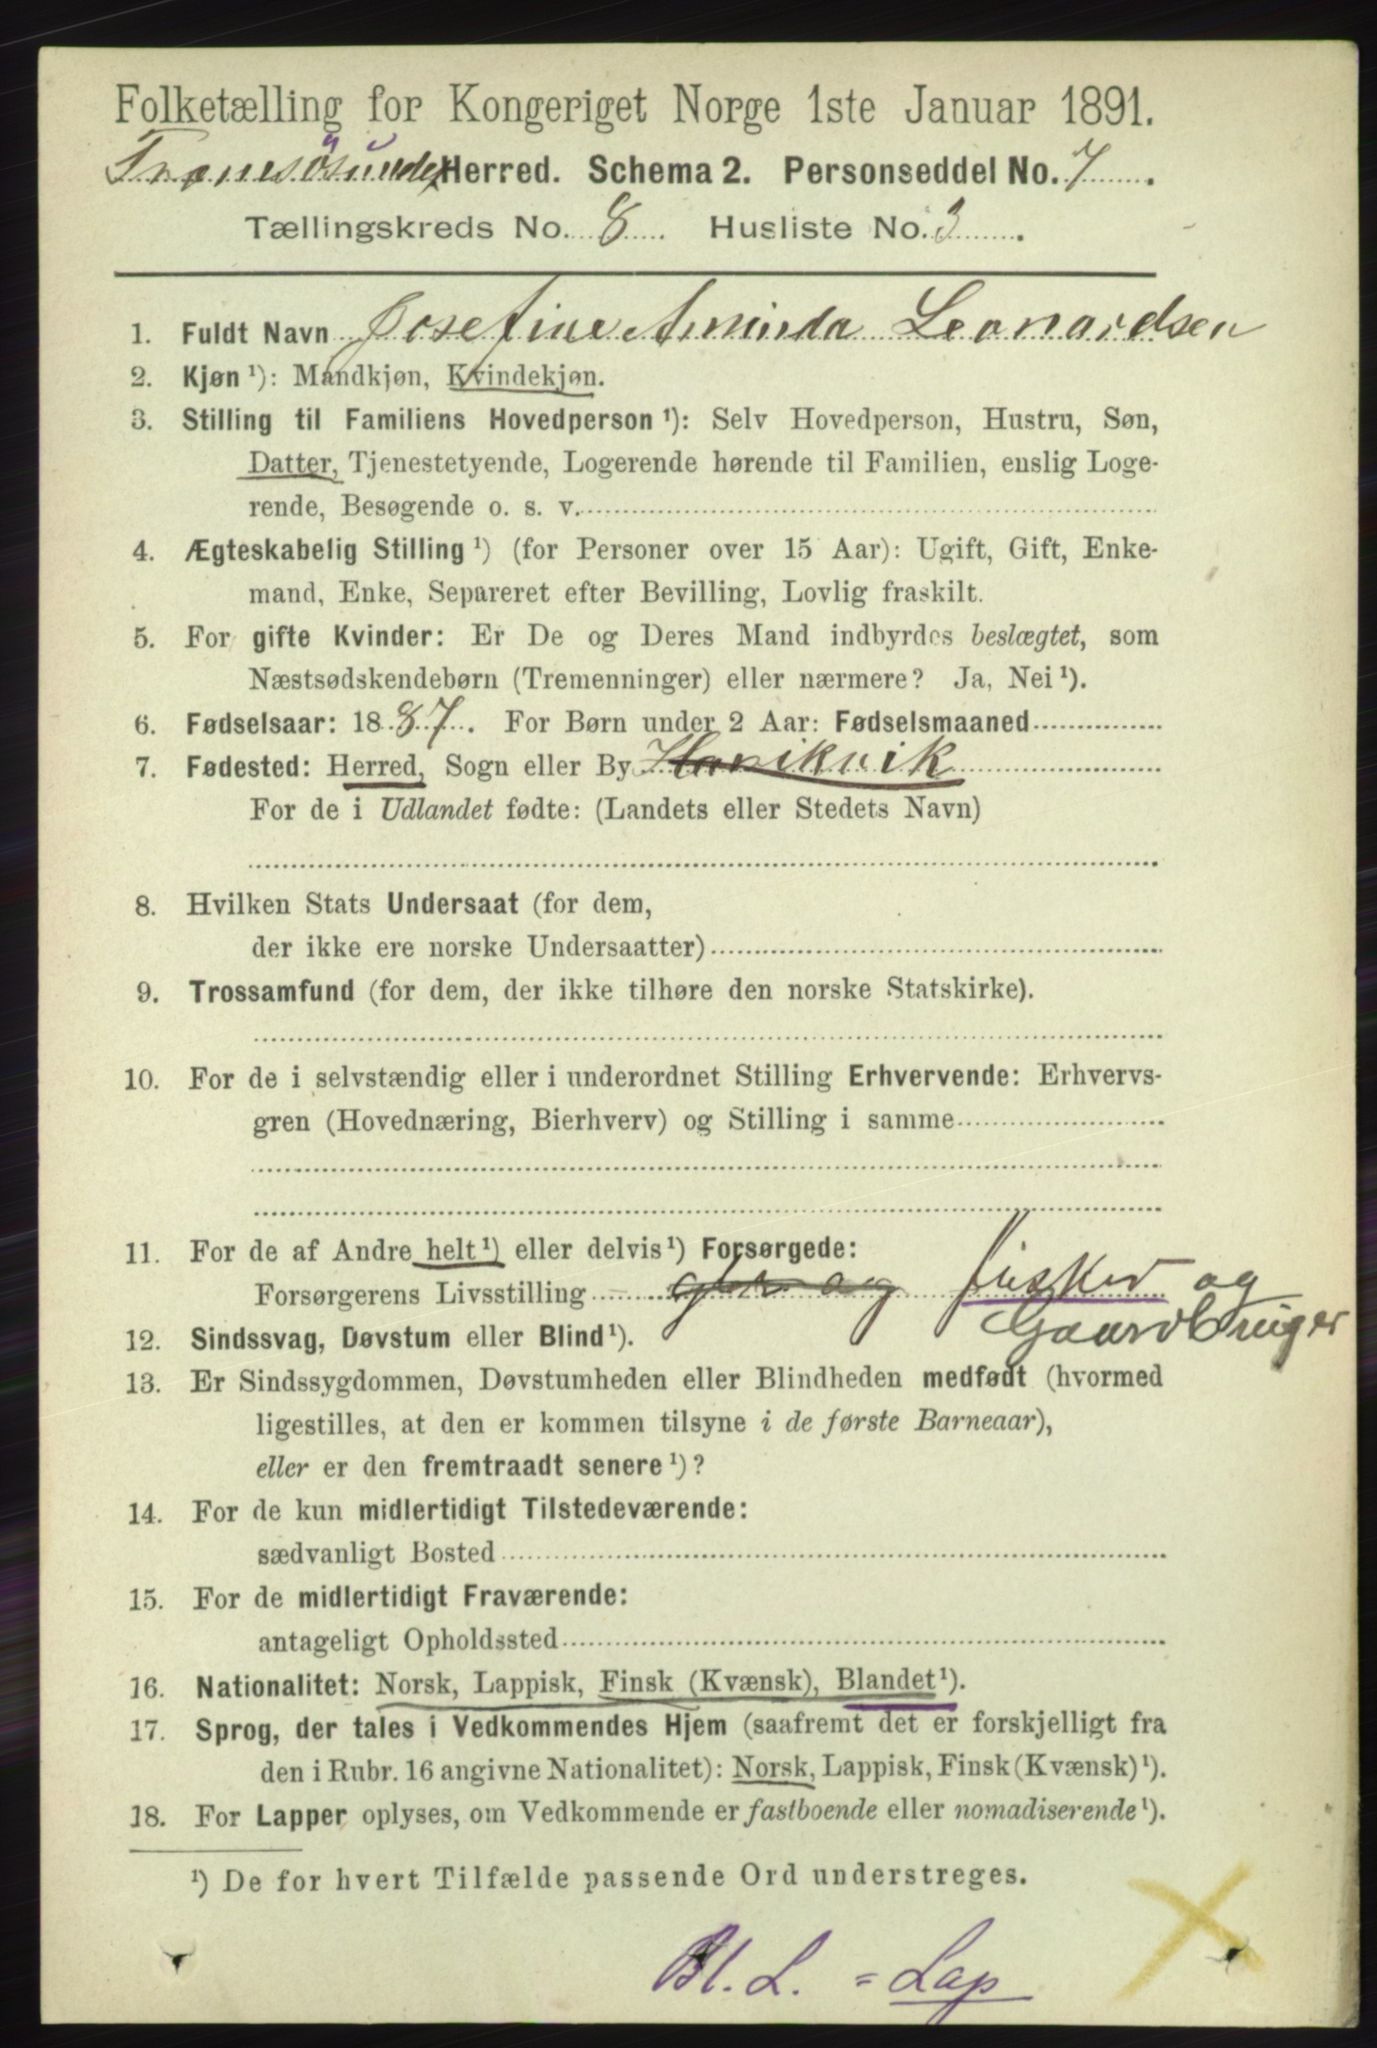 Folketælling for Kongeriget Norge 1ste Januar 1891.
Tromsösundets Herred. Schema 2. Personseddel No. 7.
Tællingskreds No. 8. Husliste No. 3.
1. Fuldt Navn Josefine Aminda Leonardsen
2. Kjøn ¹): Mandkjøn, Kvindekjøn.
3. Stilling til Familiens Hovedperson ¹): Selv Hovedperson, Hustru, Søn,
Datter, Tjenestetyende, Logerende hørende til Familien, enslig Loge-
rende, Besøgende o. s. v.
4. Ægteskabelig Stilling ¹) (for Personer over 15 Aar): Ugift, Gift, Enke-
mand, Enke, Separeret efter Bevilling, Lovlig fraskilt.
5. For gifte Kvinder: Er De og Deres Mand indbyrdes beslægtet, som
Næstsødskendebørn (Tremenninger) eller nærmere? Ja, Nei ¹).
6. Fødselsaar: 1887. For Børn under 2 Aar: Fødselsmaaned
7. Fødested: Herred, Sogn eller By
For de i Udlandet fødte: (Landets eller Stedets Navn)
8. Hvilken Stats Undersaat (for dem,
der ikke ere norske Undersaatter)
9. Trossamfund (for dem, der ikke tilhøre den norske Statskirke).
10. For de i selvstændig eller i underordnet Stilling Erhvervende: Erhvervs-
gren (Hovednæring, Bierhverv) og Stilling i samme
11. For de af Andre helt ¹) eller delvis ¹) Forsørgede:
Forsørgerens Livsstilling fisker og
Gaardbruger
12. Sindssvag, Døvstum eller Blind ¹).
13. Er Sindssygdommen, Døvstumheden eller Blindheden medfødt (hvormed
ligestilles, at den er kommen tilsyne i de første Barneaar),
eller er den fremtraadt senere ¹)?
14. For de kun midlertidigt Tilstedeværende:
sædvanligt Bosted
15. For de midlertidigt Fraværende:
antageligt Opholdssted
16. Nationalitet: Norsk, Lappisk, Finsk (Kvænsk), Blandet ¹).
17. Sprog, der tales i Vedkommendes Hjem (saafremt det er forskjelligt fra
den i Rubr. 16 angivne Nationalitet): Norsk, Lappisk, Finsk (Kvænsk) ¹).
18. For Lapper oplyses, om Vedkommende er fastboende eller nomadiserende ¹).
¹) De for hvert Tilfælde passende Ord understreges.
Bl. L. = Lap